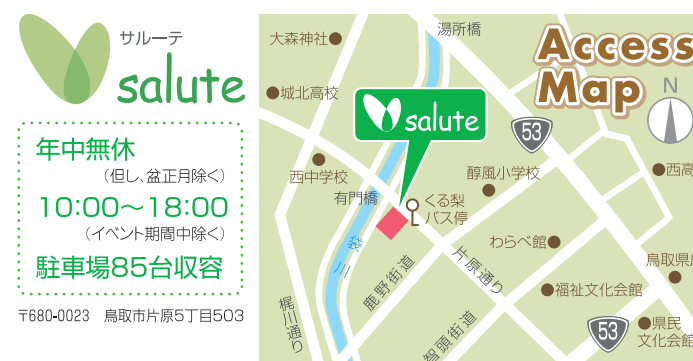 サルーテ
salute
年中無休
(但し、盆正月除く)
10:00〜18:00
(イベント期間中除く)
駐車場85台収容
〒680-0023 鳥取市片原5丁目503
Access
Map
N
湯所橋
大森神社
城北高校
salute
53
西中学校
醇風小学校
西高
有門橋
くる梨
バス停
わらべ館
袋川
鹿野街道
片原通り
鳥取県庁
福祉文化会館
梶川通り
智頭街道
53
県民
文化会館